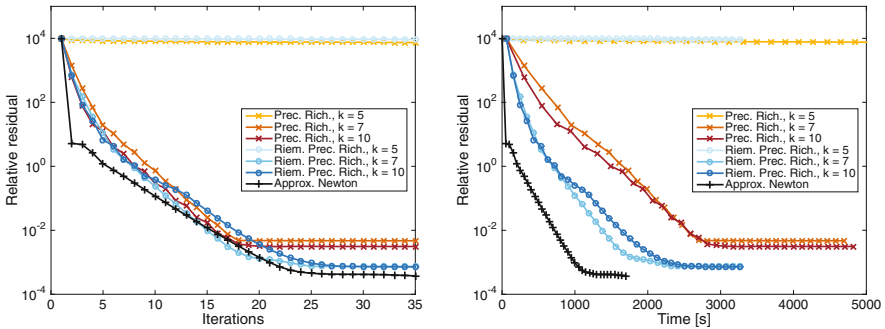 10^4
10^2
10^0
10^-2
10^-4
Relative residual
0 5 10 15 20 25 30 35
Iterations
Prec. Rich., k = 5
Prec. Rich., k = 7
Prec. Rich., k = 10
Riem. Prec. Rich., k = 5
Riem. Prec. Rich., k = 7
Riem. Prec. Rich., k = 10
Approx. Newton
10^4
10^2
10^0
10^-2
10^-4
Relative residual
0 1000 2000 3000 4000 5000
Time [s]
Prec. Rich., k = 5
Prec. Rich., k = 7
Prec. Rich., k = 10
Riem. Prec. Rich., k = 5
Riem. Prec. Rich., k = 7
Riem. Prec. Rich., k = 10
Approx. Newton